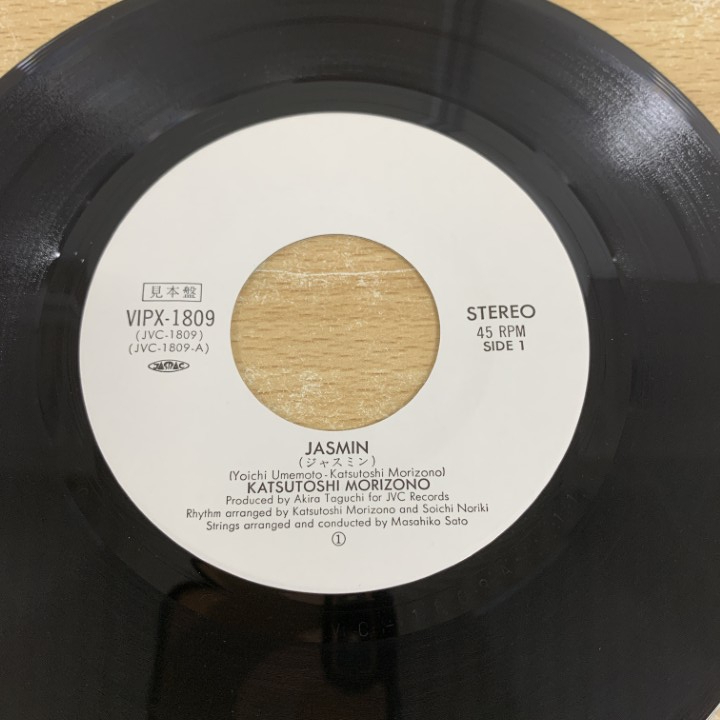 見本盤
VIPX-1809
(JVC-1809)
(JVC-1809-A)
JASRAC
STEREO
45 RPM
SIDE 1
JASMIN
(ジャスミン)
(Yoichi Umemoto-Katsutoshi Morizono)
KATSUTOSHI MORIZONO
Produced by Akira Taguchi for JVC Records
Rhythm arranged by Katsutoshi Morizono and Soichi Noriki
Strings arranged and conducted by Masahiko Sato
①